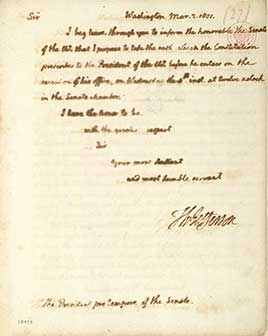 Sir Washington Mar. 2. 1801.
I beg leave through you to inform the honorable the Senate
of the US. that I propose to take the oath which the Constitution
prescribes to the President of the US. before he enters on the
execution of his office, on Wednesday the 4th inst. at twelve aclock
in the Senate chamber.
I have the honor to be
with the greatest respect
Sir
Your most obedient
and most humble servant
Th: Jefferson
The President pro tempore of the Senate.